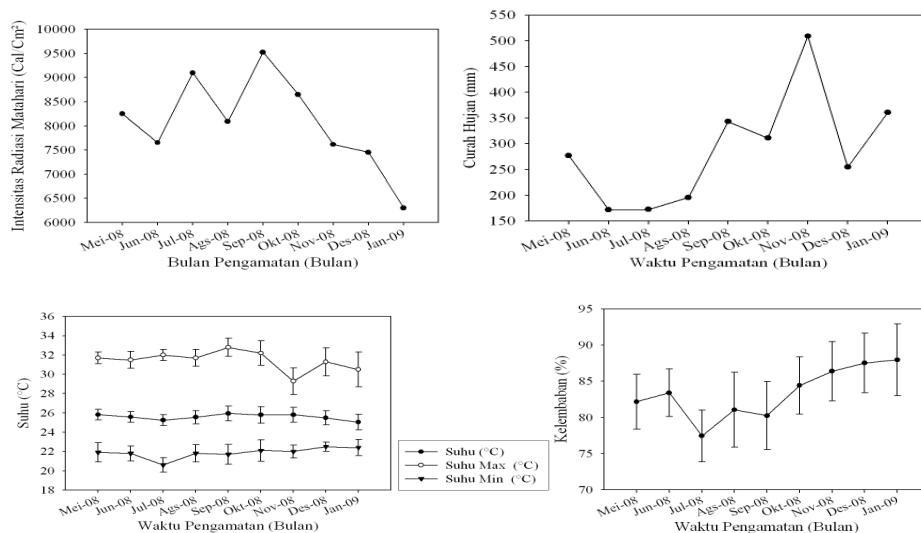 Intensitas Radiasi Matahari (Cal/Cm²)
10000
9500
9000
8500
8000
7500
7000
6500
6000
Mei-08
Jun-08
Jul-08
Ags-08
Sep-08
Okt-08
Nov-08
Des-08
Jan-09
Bulan Pengamatan (Bulan)
Curah Hujan (mm)
550
500
450
400
350
300
250
200
150
Mei-08
Jun-08
Jul-08
Ags-08
Sep-08
Okt-08
Nov-08
Des-08
Jan-09
Waktu Pengamatan (Bulan)
Suhu (°C)
36
34
32
30
28
26
24
22
20
18
Mei-08
Jun-08
Jul-08
Ags-08
Sep-08
Okt-08
Nov-08
Des-08
Jan-09
Waktu Pengamatan (Bulan)
Suhu (°C)
Suhu Max (°C)
Suhu Min (°C)
Kelembaban (%)
95
90
85
80
75
70
Mei-08
Jun-08
Jul-08
Ags-08
Sep-08
Okt-08
Nov-08
Des-08
Jan-09
Waktu Pengamatan (Bulan)